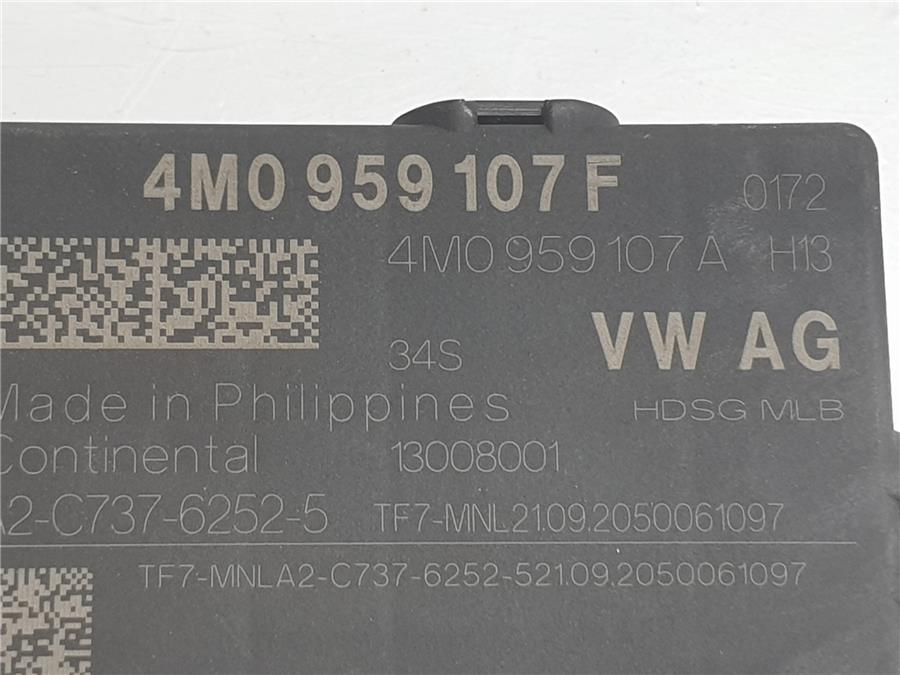 4M0 959 107 F 0172
4M0 959 107 A H13
34S VW AG
Made in Philippines HDSG MLB
Continental 13008001
A2-C737-6252-5 TF7-MNL21.09.2050061097
TF7-MNLA2-C737-6252-521.09.2050061097